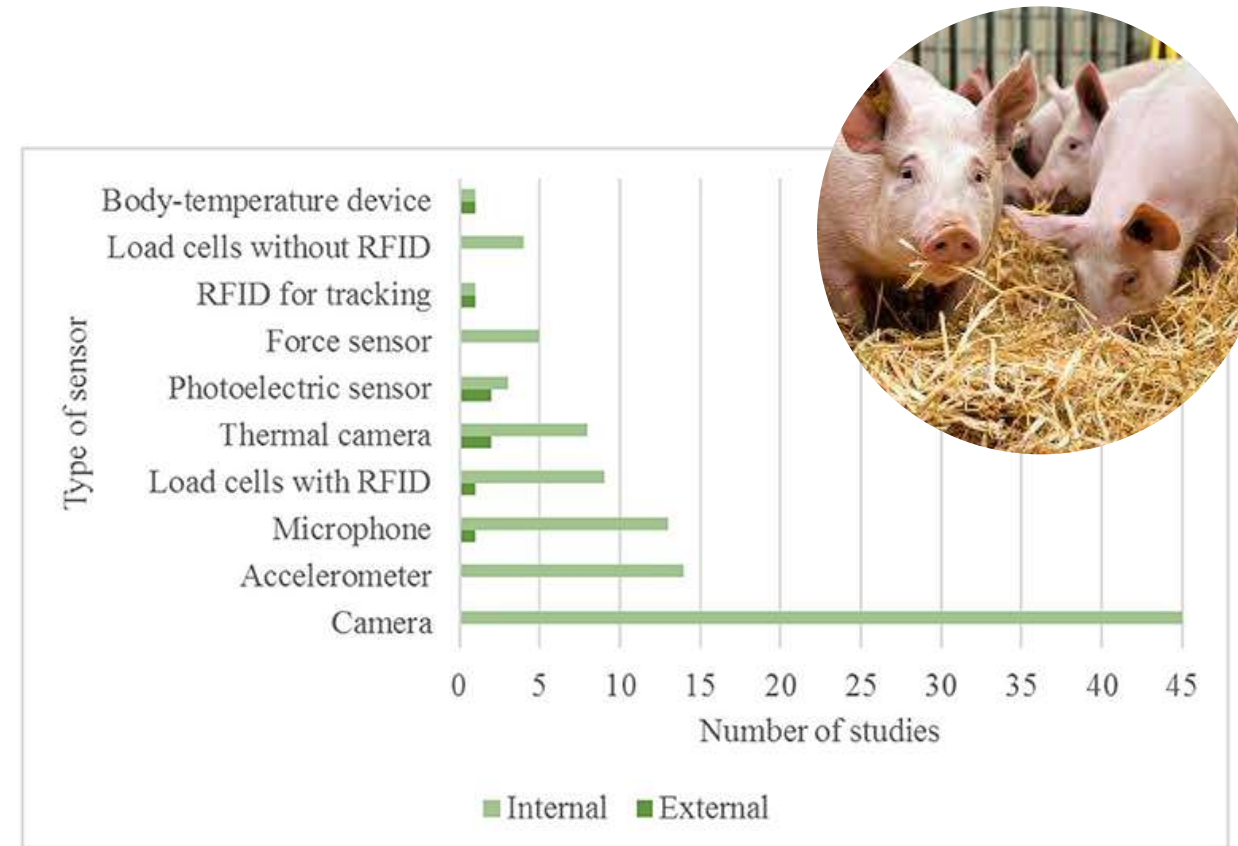 Body-temperature device
Load cells without RFID
RFID for tracking
Force sensor
Photoelectric sensor
Thermal camera
Load cells with RFID
Microphone
Accelerometer
Camera
Type of sensor
0 5 10 15 20 25 30 35 40 45
Number of studies
Internal External